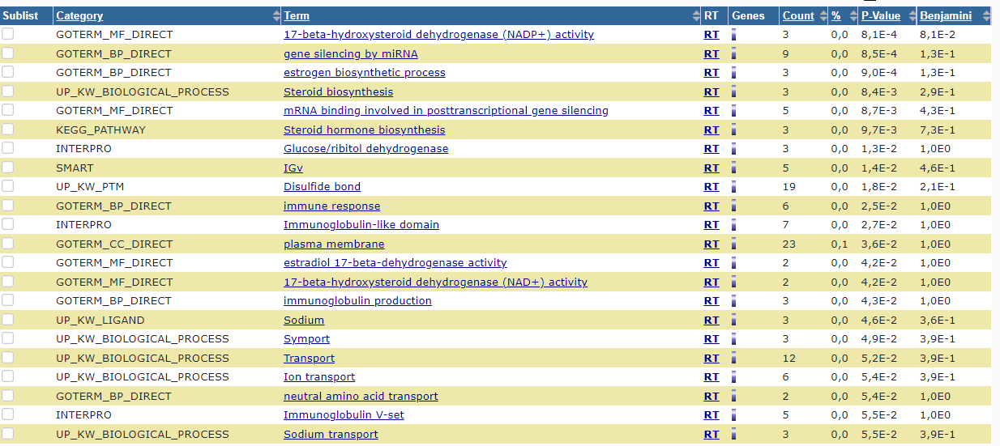 Sublist Category Term RT Genes Count % P-Value Benjamini
GOTERM_MF_DIRECT 17-beta-hydroxysteroid dehydrogenase (NADP+) activity RT 3 0,0 8,1E-4 8,1E-2
GOTERM_BP_DIRECT gene silencing by miRNA RT 9 0,0 8,5E-4 1,3E-1
GOTERM_BP_DIRECT estrogen biosynthetic process RT 3 0,0 9,0E-4 1,3E-1
UP_KW_BIOLOGICAL_PROCESS Steroid biosynthesis RT 3 0,0 8,4E-3 2,9E-1
GOTERM_MF_DIRECT mRNA binding involved in posttranscriptional gene silencing RT 5 0,0 8,7E-3 4,3E-1
KEGG_PATHWAY Steroid hormone biosynthesis RT 3 0,0 9,7E-3 7,3E-1
INTERPRO Glucose/ribitol dehydrogenase RT 3 0,0 1,3E-2 1,0E0
SMART IGv RT 5 0,0 1,4E-2 4,6E-1
UP_KW_PTM Disulfide bond RT 19 0,0 1,8E-2 2,1E-1
GOTERM_BP_DIRECT immune response RT 6 0,0 2,5E-2 1,0E0
INTERPRO Immunoglobulin-like domain RT 7 0,0 2,7E-2 1,0E0
GOTERM_CC_DIRECT plasma membrane RT 23 0,1 3,6E-2 1,0E0
GOTERM_MF_DIRECT estradiol 17-beta-dehydrogenase activity RT 2 0,0 4,2E-2 1,0E0
GOTERM_MF_DIRECT 17-beta-hydroxysteroid dehydrogenase (NAD+) activity RT 2 0,0 4,2E-2 1,0E0
GOTERM_BP_DIRECT immunoglobulin production RT 3 0,0 4,3E-2 1,0E0
UP_KW_LIGAND Sodium RT 3 0,0 4,6E-2 3,6E-1
UP_KW_BIOLOGICAL_PROCESS Symport RT 3 0,0 4,9E-2 3,9E-1
UP_KW_BIOLOGICAL_PROCESS Transport RT 12 0,0 5,2E-2 3,9E-1
UP_KW_BIOLOGICAL_PROCESS Ion transport RT 6 0,0 5,4E-2 3,9E-1
GOTERM_BP_DIRECT neutral amino acid transport RT 2 0,0 5,4E-2 1,0E0
INTERPRO Immunoglobulin V-set RT 5 0,0 5,5E-2 1,0E0
UP_KW_BIOLOGICAL_PROCESS Sodium transport RT 3 0,0 5,5E-2 3,9E-1